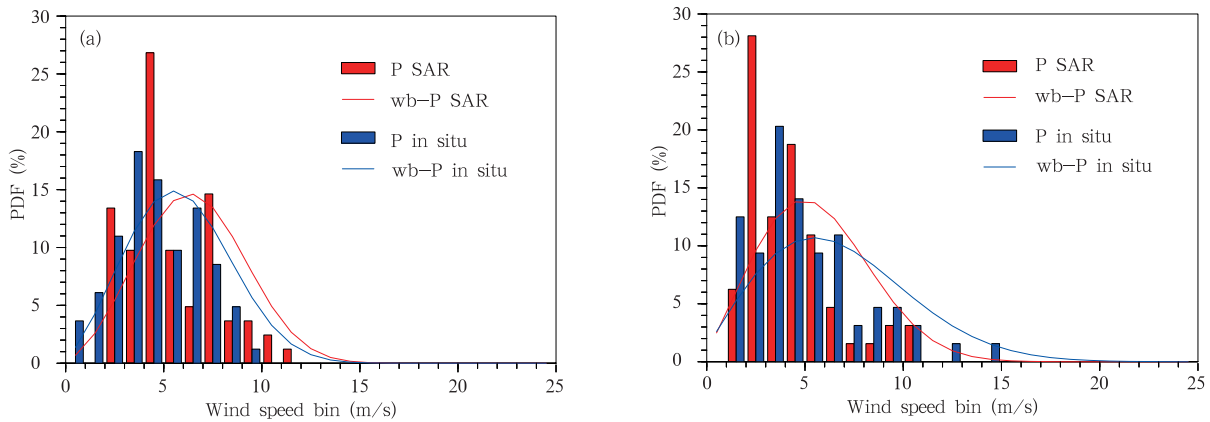 (a)
PDF (%)
30
25
20
15
10
5
0
P SAR
wb-P SAR
P in situ
wb-P in situ
0 5 10 15 20 25
Wind speed bin (m/s)
(b)
PDF (%)
30
25
20
15
10
5
0
P SAR
wb-P SAR
P in situ
wb-P in situ
0 5 10 15 20 25
Wind speed bin (m/s)